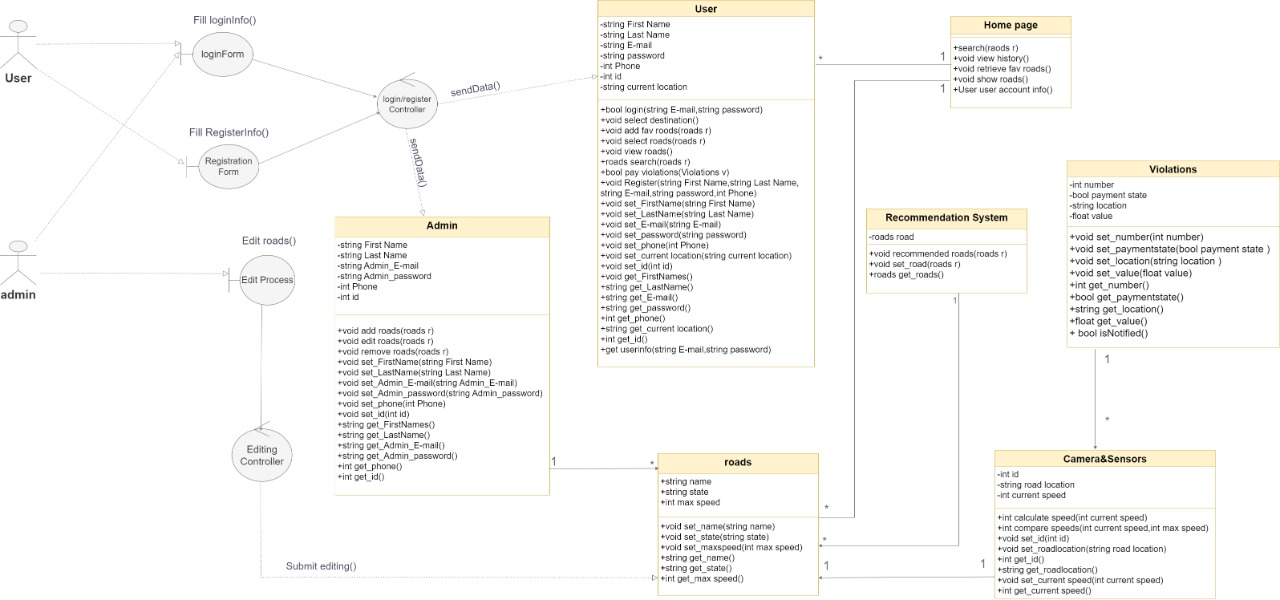 Fill loginInfo()
loginForm
User
Fill RegisterInfo()
Registration
Form
login/register
Controller
sendData()
sendData()
admin
Edit roads()
Edit Process
Editing
Controller
Submit editing()
User
-string First Name
-string Last Name
-string E-mail
-string password
-int Phone
-int id
-string current location
+bool login(string E-mail,string password)
+void select destination()
+void add fav roods(roads r)
+void select roads(roads r)
+void view roads()
+roads search(roads r)
+bool pay violations(Violations v)
+void Register(string First Name,string Last Name,
string E-mail,string password,int Phone)
+void set_FirstName(string First Name)
+void set_LastName(string Last Name)
+void set_E-mail(string E-mail)
+void set_password(string password)
+void set_phone(int Phone)
+void set_current location(string current location)
+void set_id(int id)
+void get_FirstNames()
+string get_LastName()
+string get_E-mail()
+string get_password()
+int get_phone()
+string get_current location()
+int get_id()
+get userinfo(string E-mail,string password)
* 1
Home page
+search(raods r)
+void view history()
+void retrieve fav roads()
+void show roads()
+User user account info()
1
*
Admin
-string First Name
-string Last Name
-string Admin_E-mail
-string Admin_password
-int Phone
-int id
+void add roads(roads r)
+void edit roads(roads r)
+void remove roads(roads r)
+void set_FirstName(string First Name)
+void set_LastName(string Last Name)
+void set_Admin_E-mail(string Admin_E-mail)
+void set_Admin_password(string Admin_password)
+void set_phone(int Phone)
+void set_id(int id)
+string get_FirstNames()
+string get_LastName()
+string get_Admin_E-mail()
+string get_Admin_password()
+int get_phone()
+int get_id()
1 *
Recommendation System
-roads road
+void recommended roads(roads r)
+void set_road(roads r)
+roads get_roads()
1
*
Violations
-int number
-bool payment state
-string location
-float value
+void set_number(int number)
+void set_paymentstate(bool payment state )
+void set_location(string location )
+void set_value(float value)
+int get_number()
+bool get_paymentstate()
+string get_location()
+float get_value()
+ bool isNotified()
1
*
roads
+string name
+string state
+int max speed
+void set_name(string name)
+void set_state(string state)
+void set_maxspeed(int max speed)
+string get_name()
+string get_state()
+int get_max speed()
1 1
Camera&Sensors
-int id
-string road location
-int current speed
+int calculate speed(int current speed)
+int compare speeds(int current speed,int max speed)
+void set_id(int id)
+void set_roadlocation(string road location)
+int get_id()
+string get_roadlocation()
+void set_current speed(int current speed)
+int get_current speed()